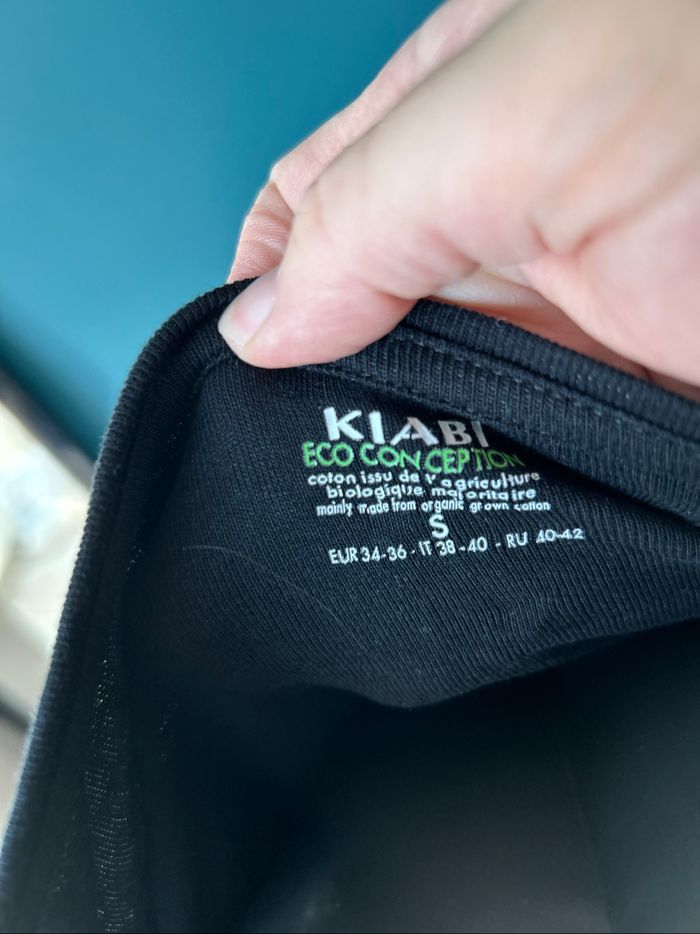 KIABI
ECO CONCEPTION
coton issu de l'agriculture
biologique majoritaire
mainly made from organic grown cotton
S
EUR 34-36 - IT 38 - 40 - RU 40-42